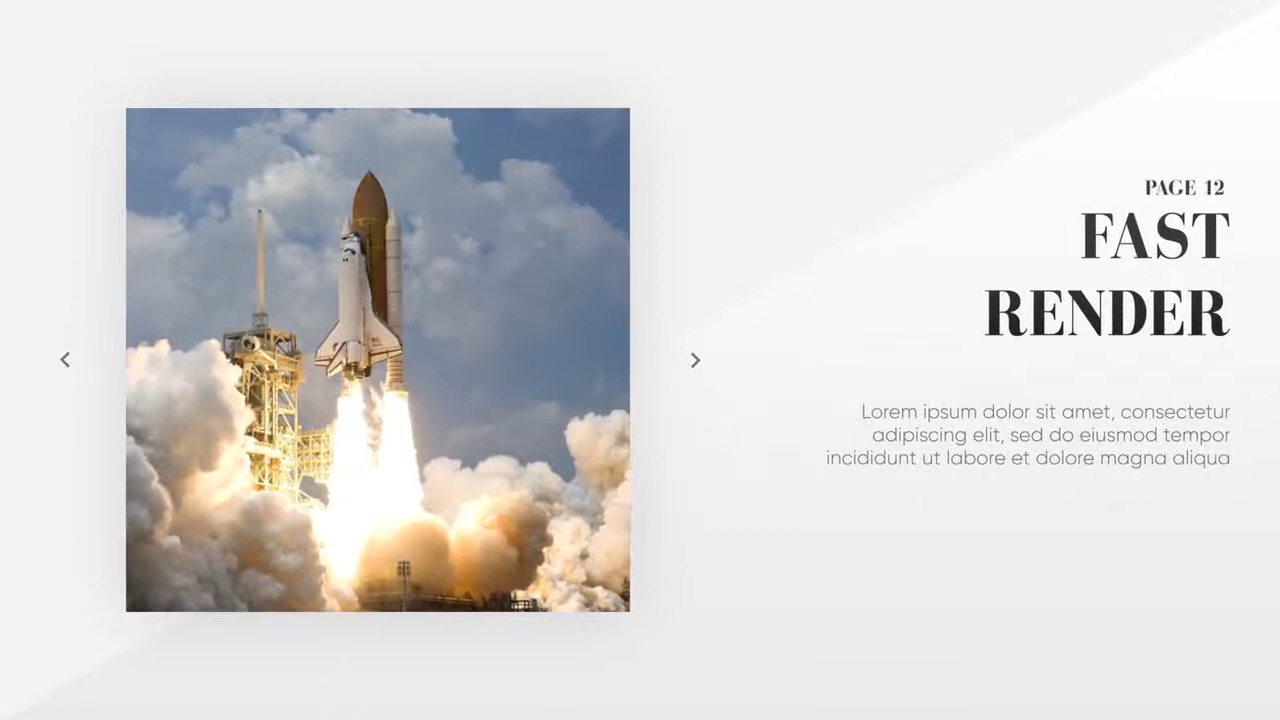 PAGE 12
FAST
RENDER
Lorem ipsum dolor sit amet, consectetur
adipiscing elit, sed do eiusmod tempor
incididunt ut labore et dolore magna aliqua